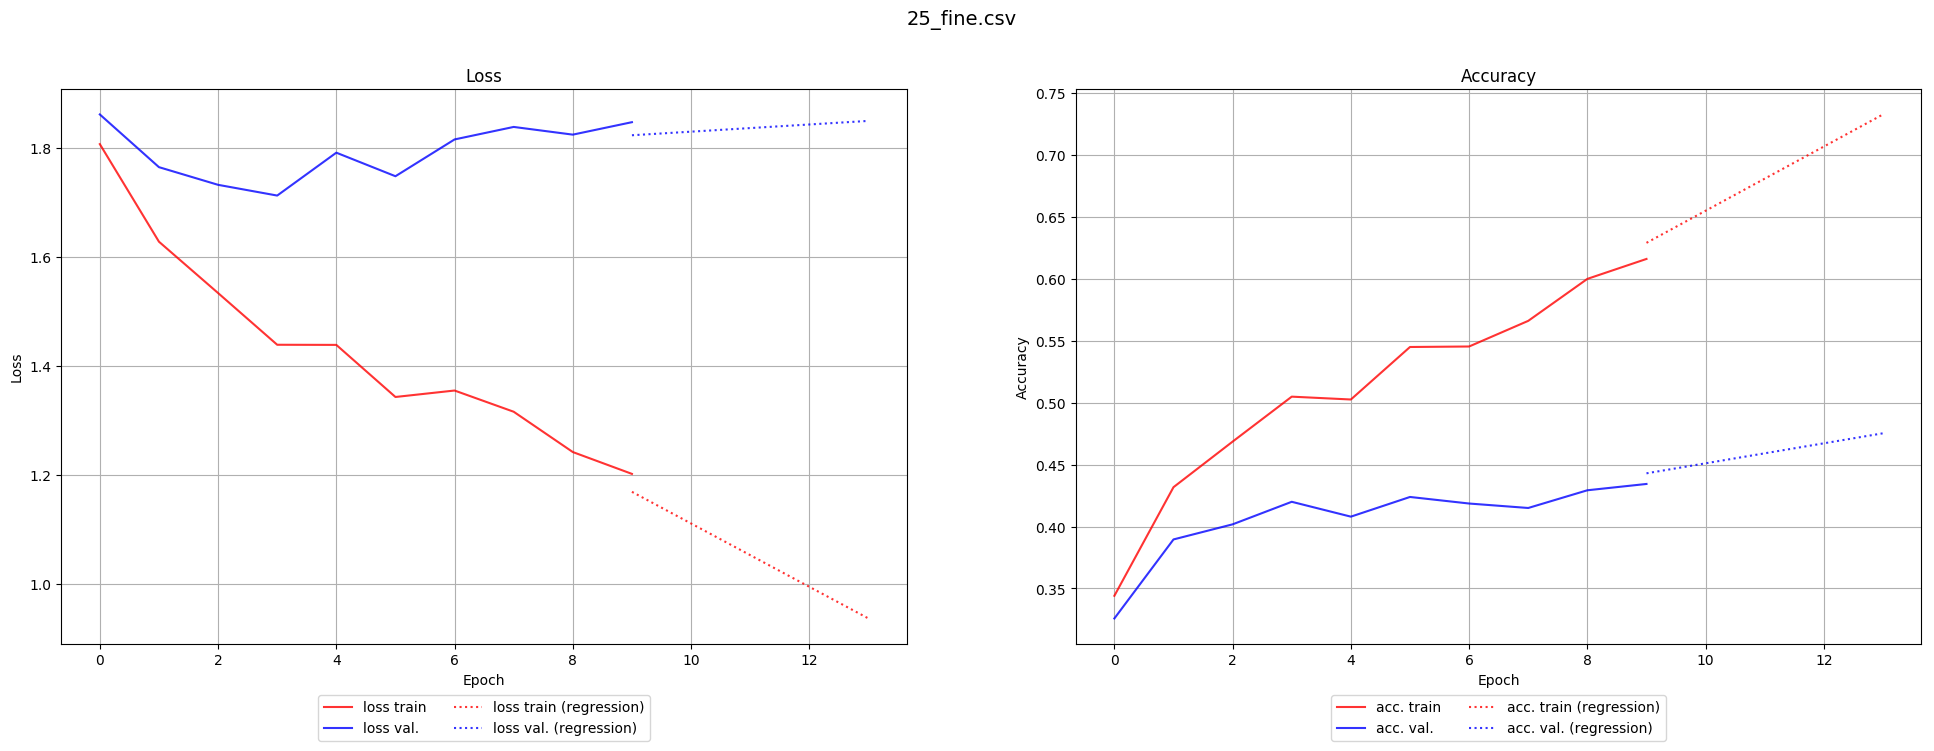 25_fine.csv
Loss
Loss
1.8
1.6
1.4
1.2
1.0
0 2 4 6 8 10 12
Epoch
loss train loss train (regression)
loss val. loss val. (regression)
Accuracy
Accuracy
0.75
0.70
0.65
0.60
0.55
0.50
0.45
0.40
0.35
0 2 4 6 8 10 12
Epoch
acc. train acc. train (regression)
acc. val. acc. val. (regression)